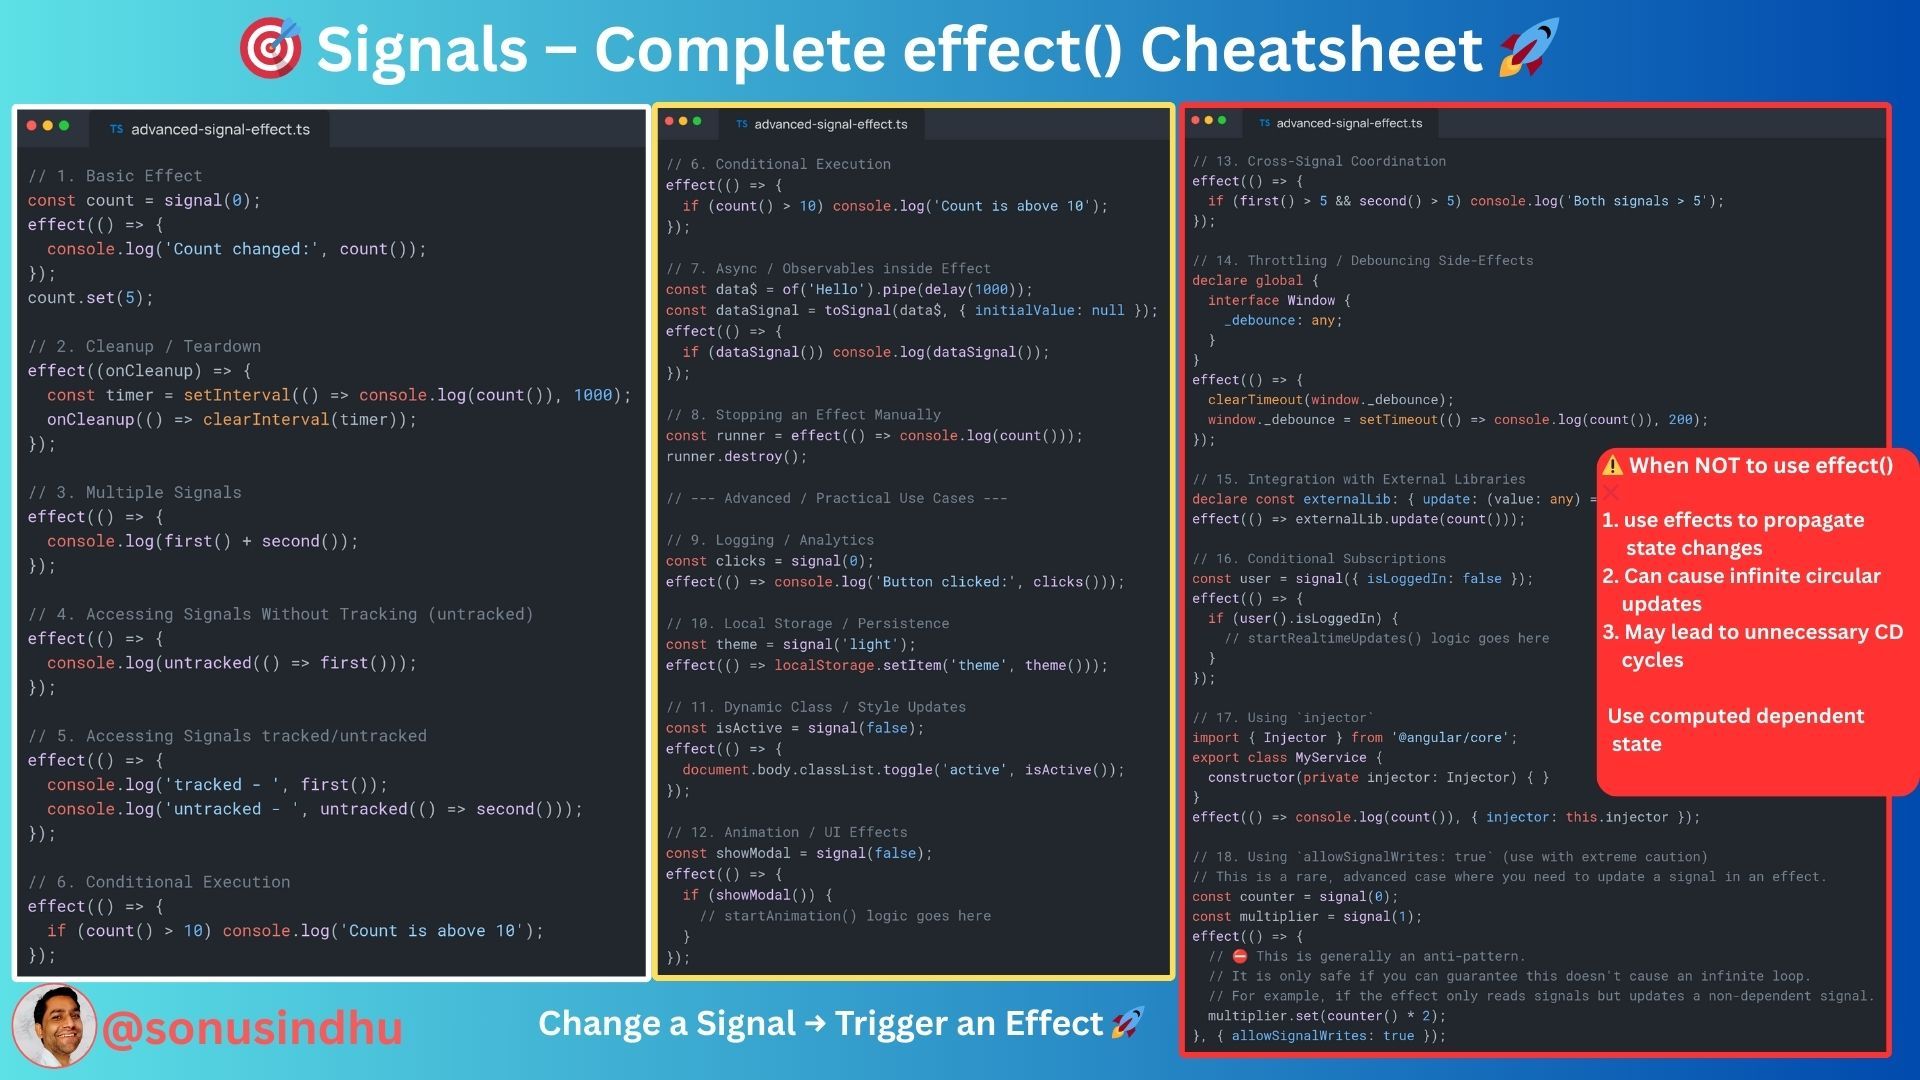 🎯 Signals – Complete effect() Cheatsheet 🚀
TS advanced-signal-effect.ts
// 1. Basic Effect
const count = signal(0);
effect(() => {
  console.log('Count changed:', count());
});
count.set(5);

// 2. Cleanup / Teardown
effect((onCleanup) => {
  const timer = setInterval(() => console.log(count()), 1000);
  onCleanup(() => clearInterval(timer));
});

// 3. Multiple Signals
effect(() => {
  console.log(first() + second());
});

// 4. Accessing Signals Without Tracking (untracked)
effect(() => {
  console.log(untracked(() => first()));
});

// 5. Accessing Signals tracked/untracked
effect(() => {
  console.log('tracked - ', first());
  console.log('untracked - ', untracked(() => second()));
});

// 6. Conditional Execution
effect(() => {
  if (count() > 10) console.log('Count is above 10');
});
TS advanced-signal-effect.ts
// 6. Conditional Execution
effect(() => {
  if (count() > 10) console.log('Count is above 10');
});

// 7. Async / Observables inside Effect
const data$ = of('Hello').pipe(delay(1000));
const dataSignal = toSignal(data$, { initialValue: null });
effect(() => {
  if (dataSignal()) console.log(dataSignal());
});

// 8. Stopping an Effect Manually
const runner = effect(() => console.log(count()));
runner.destroy();

// --- Advanced / Practical Use Cases ---

// 9. Logging / Analytics
const clicks = signal(0);
effect(() => console.log('Button clicked:', clicks()));

// 10. Local Storage / Persistence
const theme = signal('light');
effect(() => localStorage.setItem('theme', theme()));

// 11. Dynamic Class / Style Updates
const isActive = signal(false);
effect(() => {
  document.body.classList.toggle('active', isActive());
});

// 12. Animation / UI Effects
const showModal = signal(false);
effect(() => {
  if (showModal()) {
    // startAnimation() logic goes here
  }
});
TS advanced-signal-effect.ts
// 13. Cross-Signal Coordination
effect(() => {
  if (first() > 5 && second() > 5) console.log('Both signals > 5');
});

// 14. Throttling / Debouncing Side-Effects
declare global {
  interface Window {
    _debounce: any;
  }
}
effect(() => {
  clearTimeout(window._debounce);
  window._debounce = setTimeout(() => console.log(count()), 200);
});

// 15. Integration with External Libraries
declare const externalLib: { update: (value: any) =
effect(() => externalLib.update(count()));

// 16. Conditional Subscriptions
const user = signal({ isLoggedIn: false });
effect(() => {
  if (user().isLoggedIn) {
    // startRealtimeUpdates() logic goes here
  }
});

// 17. Using `injector`
import { Injector } from '@angular/core';
export class MyService {
  constructor(private injector: Injector) { }
}
effect(() => console.log(count()), { injector: this.injector });

// 18. Using `allowSignalWrites: true` (use with extreme caution)
// This is a rare, advanced case where you need to update a signal in an effect.
const counter = signal(0);
const multiplier = signal(1);
effect(() => {
  // ⛔ This is generally an anti-pattern.
  // It is only safe if you can guarantee this doesn't cause an infinite loop.
  // For example, if the effect only reads signals but updates a non-dependent signal.
  multiplier.set(counter() * 2);
}, { allowSignalWrites: true });
⚠️ When NOT to use effect()
❌
1. use effects to propagate
state changes
2. Can cause infinite circular
updates
3. May lead to unnecessary CD
cycles

Use computed dependent
state
@sonusindhu
Change a Signal → Trigger an Effect 🚀